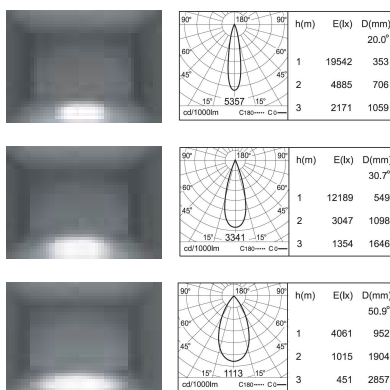 90° 180° 90°
60° 60°
45° 45°
15° 5357 15°
cd/1000lm C180 C0
h(m) E(lx) D(mm)
20.0°
1 19542 353
2 4885 706
3 2171 1059
90° 180° 90°
60° 60°
45° 45°
15° 3341 15°
cd/1000lm C180 C0
h(m) E(lx) D(mm)
30.7°
1 12189 549
2 3047 1098
3 1354 1646
90° 180° 90°
60° 60°
45° 45°
15° 1113 15°
cd/1000lm C180 C0
h(m) E(lx) D(mm)
50.9°
1 4061 952
2 1015 1904
3 451 2857